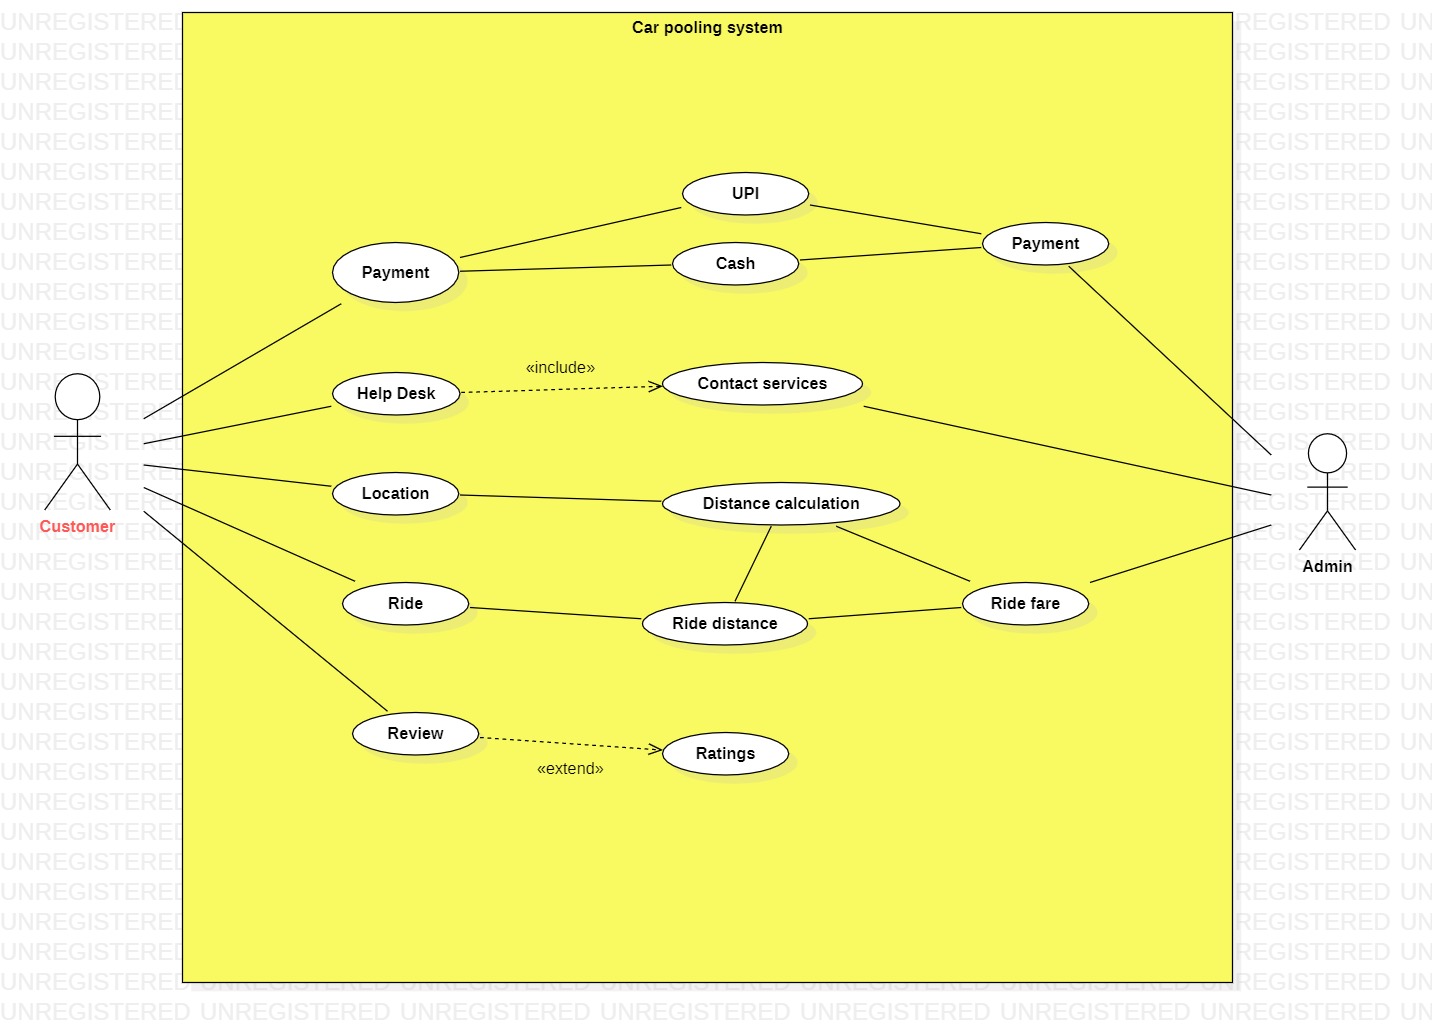 Car pooling system
UPI
Payment
Cash
Payment
«include»
Help Desk
Contact services
Location
Distance calculation
Customer
Admin
Ride
Ride distance
Ride fare
Review
Ratings
«extend»
UNREGISTERED UNREGISTERED UNREGISTERED UNREGISTERED UNREGISTERED UNREGISTERED UNREGISTERED UN